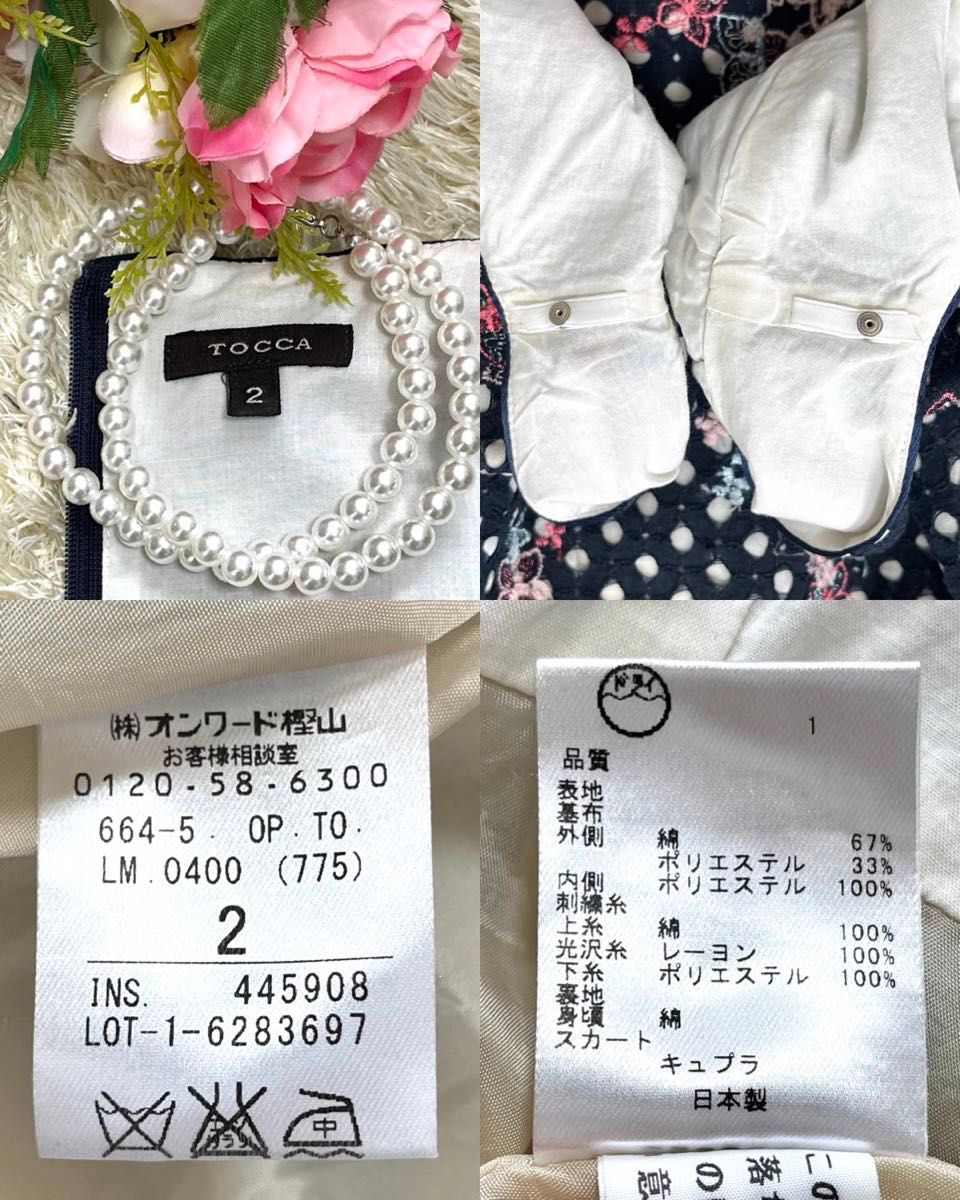 TOCCA
2
㈱オンワード樫山
お客様相談室
0120-58-6300
664-5. OP.TO.
LM.0400 (775)
2
INS. 445908
LOT-1-6283697
中
ドライ
1
品質
表地
基布
外側 綿 67%
ポリエステル 33%
内側 ポリエステル 100%
刺繍糸
上糸 綿 100%
光沢糸 レーヨン 100%
下糸 ポリエステル 100%
裏地
身頃 綿
スカート
キュプラ
日本製